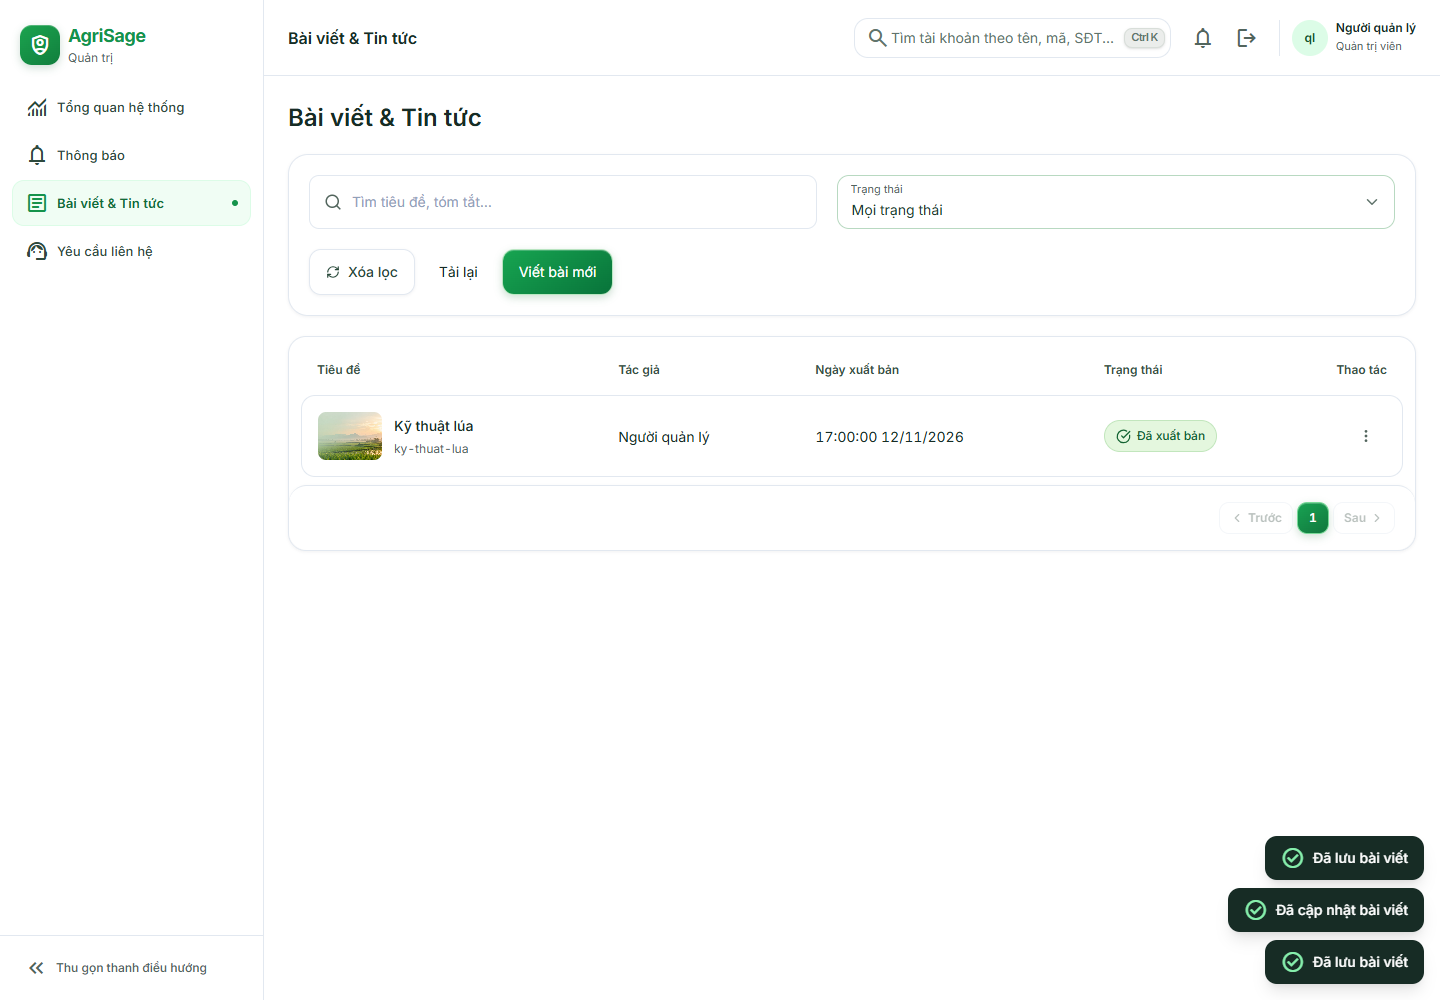 AgriSage
Quản trị
Tổng quan hệ thống
Thông báo
Bài viết & Tin tức
Yêu cầu liên hệ
Thu gọn thanh điều hướng
Bài viết & Tin tức
Tìm tài khoản theo tên, mã, SĐT...
Ctrl K
ql
Người quản lý
Quản trị viên
Bài viết & Tin tức
Tìm tiêu đề, tóm tắt...
Trạng thái
Mọi trạng thái
Xóa lọc
Tải lại
Viết bài mới
Tiêu đề
Tác giả
Ngày xuất bản
Trạng thái
Thao tác
Kỹ thuật lúa
ky-thuat-lua
Người quản lý
17:00:00 12/11/2026
Đã xuất bản
Trước
1
Sau
Đã lưu bài viết
Đã cập nhật bài viết
Đã lưu bài viết